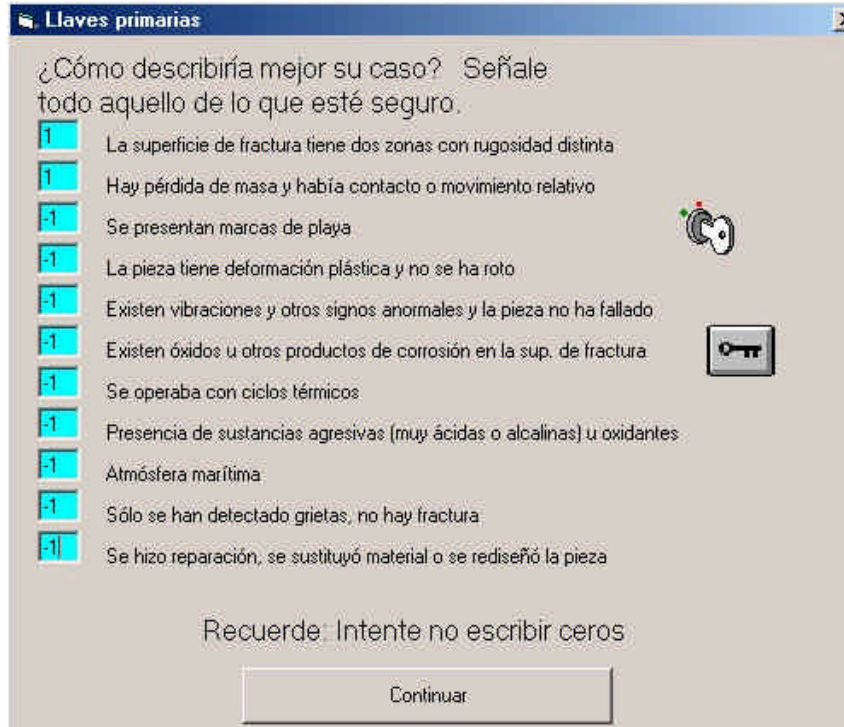 Llaves primarias
¿Cómo describiría mejor su caso? Señale
todo aquello de lo que esté seguro.
1 La superficie de fractura tiene dos zonas con rugosidad distinta
1 Hay pérdida de masa y había contacto o movimiento relativo
-1 Se presentan marcas de playa
-1 La pieza tiene deformación plástica y no se ha roto
-1 Existen vibraciones y otros signos anormales y la pieza no ha fallado
-1 Existen óxidos u otros productos de corrosión en la sup. de fractura
-1 Se operaba con ciclos térmicos
-1 Presencia de sustancias agresivas (muy ácidas o alcalinas) u oxidantes
-1 Atmósfera marítima
-1 Sólo se han detectado grietas, no hay fractura
-1 Se hizo reparación, se sustituyó material o se rediseñó la pieza
Recuerde: Intente no escribir ceros
Continuar